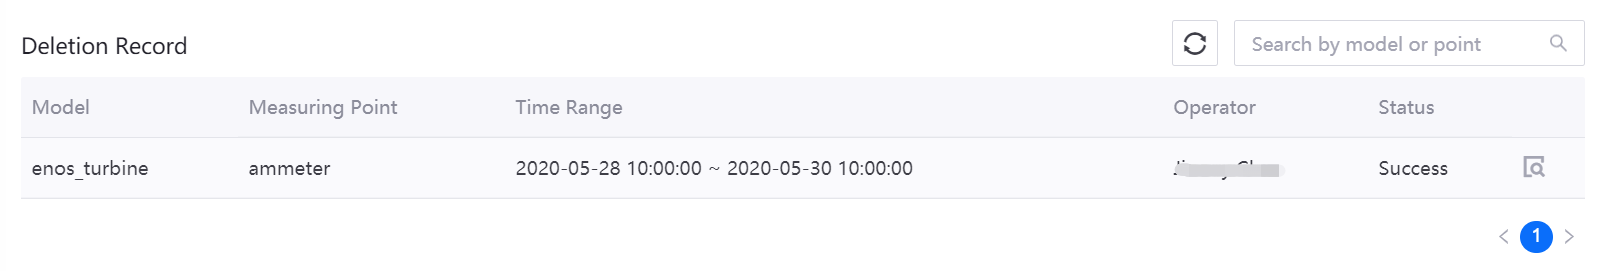 Deletion Record
Search by model or point
Model Measuring Point Time Range Operator Status
enos_turbine ammeter 2020-05-28 10:00:00 ~ 2020-05-30 10:00:00 Success
1